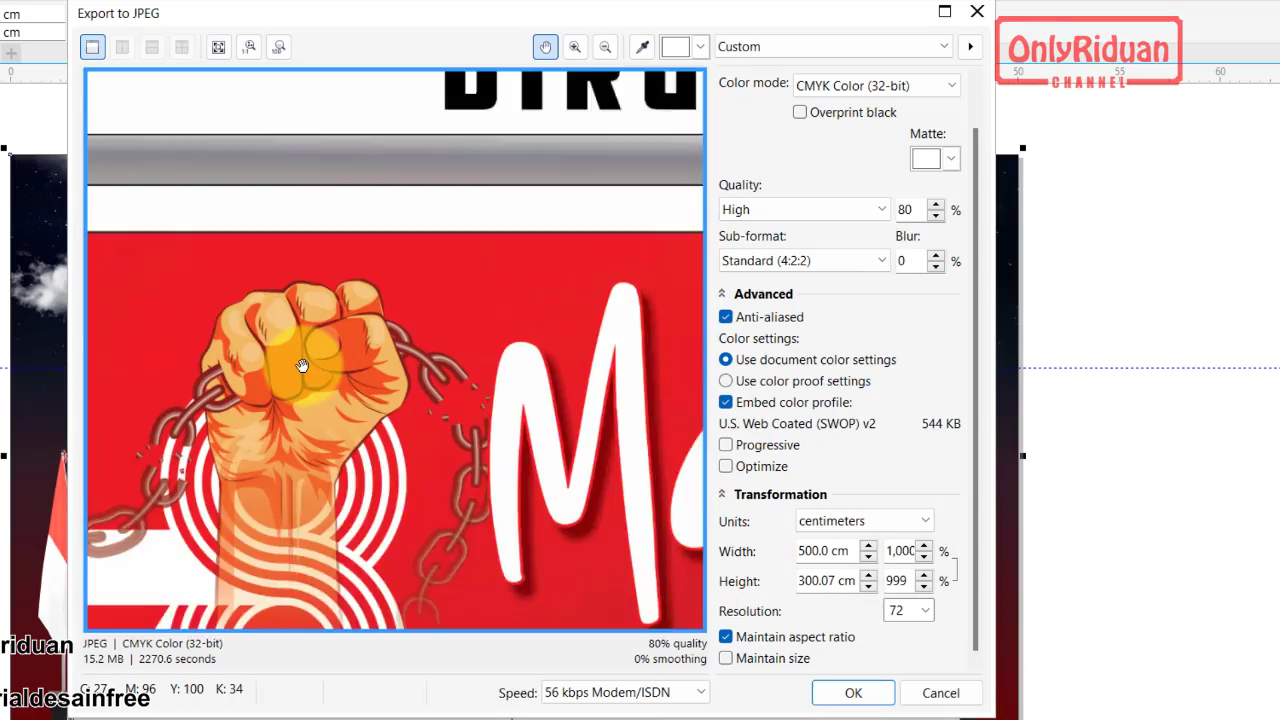 cm
cm
Export to JPEG
OnlyRiduan
CHANNEL
0
50
55
60
1:1
100
Custom
Color mode:
CMYK Color (32-bit)
Overprint black
Matte:
Quality:
High
80
%
Sub-format:
Blur:
Standard (4:2:2)
0
%
Advanced
Anti-aliased
Color settings:
Use document color settings
Use color proof settings
Embed color profile:
U.S. Web Coated (SWOP) v2
544 KB
Progressive
Optimize
Transformation
Units:
centimeters
Width:
500.0 cm
1,000
%
Height:
300.07 cm
999
%
Resolution:
72
Maintain aspect ratio
Maintain size
M
JPEG | CMYK Color (32-bit)
80% quality
15.2 MB | 2270.6 seconds
0% smoothing
riduan
C: 27
M: 96
Y: 100
K: 34
rialdesainfree
Speed:
56 kbps Modem/ISDN
OK
Cancel